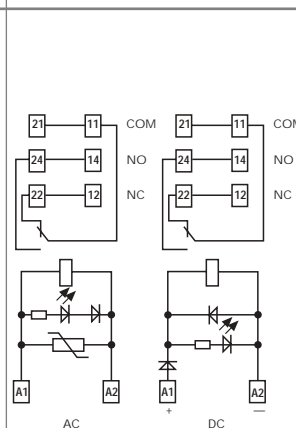 21 11 COM 21 11 COM
24 14 NO 24 14 NO
22 12 NC 22 12 NC
A1 A2 A1 A2
+ —
AC DC